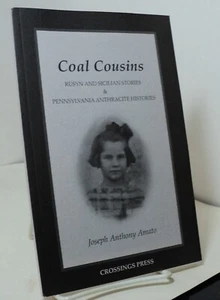 Coal Cousins
RUSYN AND SICILIAN STORIES
&
PENNSYLVANIA ANTHRACITE HISTORIES
Joseph Anthony Amato
CROSSINGS PRESS